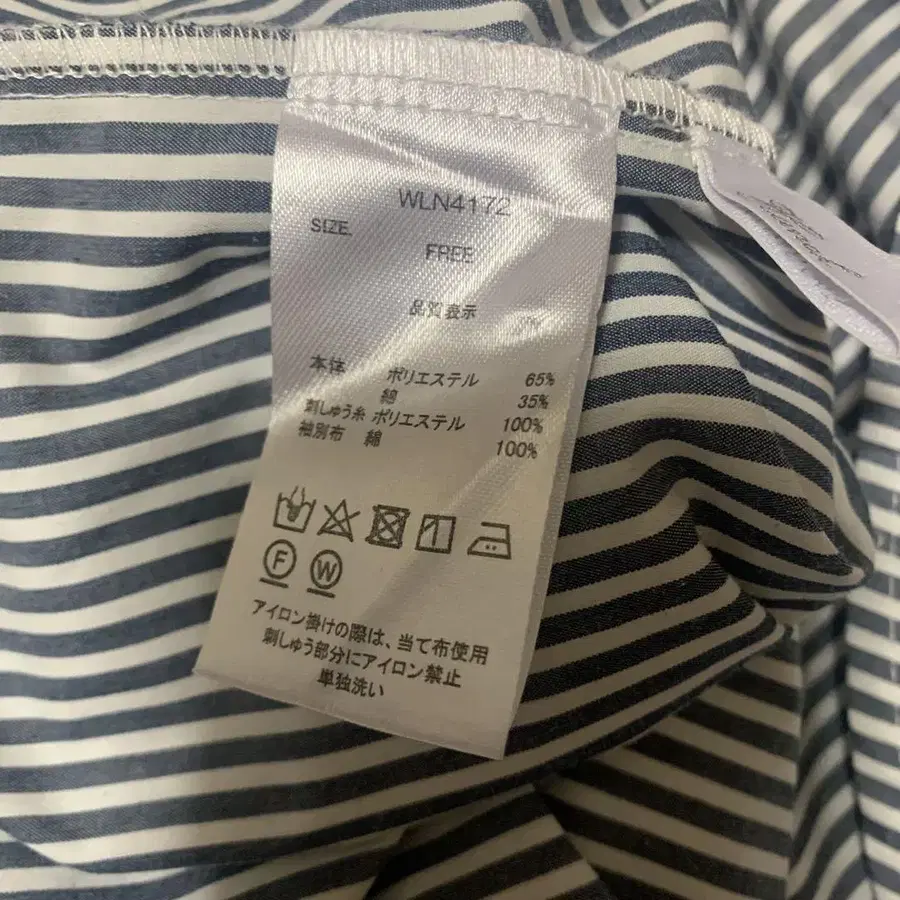 WLN4172
SIZE. FREE
品質表示
本体 ポリエステル 65%
綿 35%
刺しゅう糸 ポリエステル 100%
袖別布 綿 100%
F W
アイロン掛けの際は、当て布使用
刺しゅう部分にアイロン禁止
単独洗い